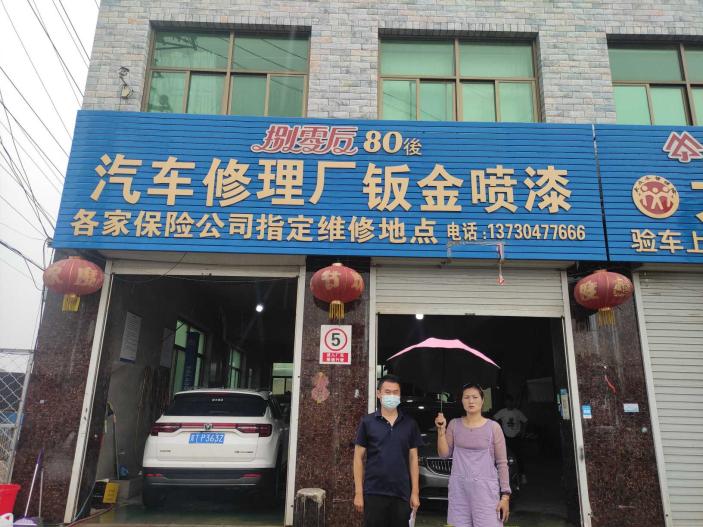 捌零后 80後
汽车修理厂钣金喷漆
各家保险公司指定维修地点 电话:13730477666
验车上
5
P363Z